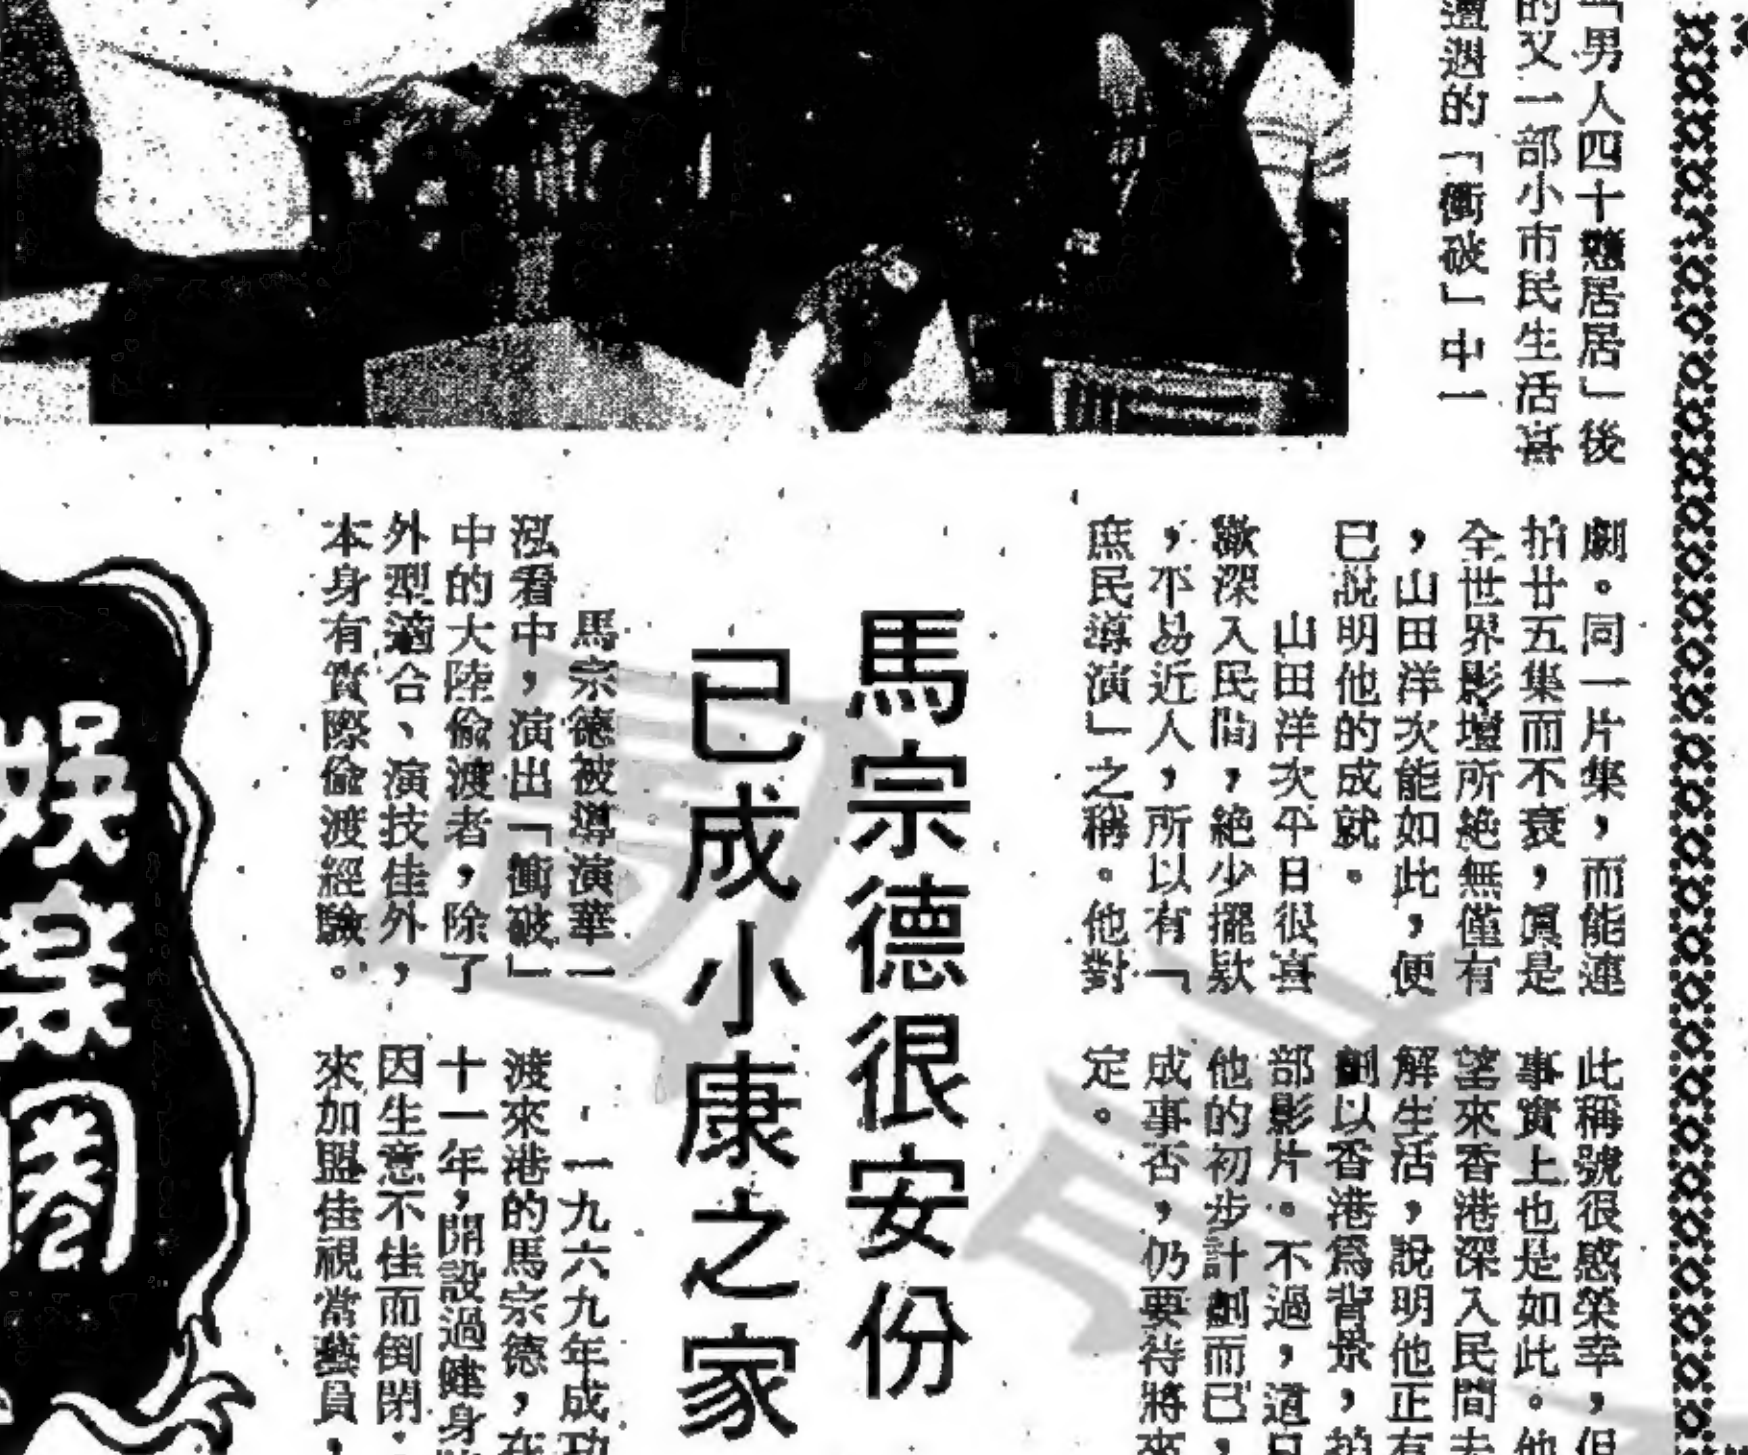 「男人四十戇居居」後
的又一部小市民生活喜
遭遇的「衝破」中一
劇。同一片集，而能連
拍廿五集而不衰，眞是
全世界影壇所絶無僅有
，山田洋次能如此，便
已說明他的成就。
山田洋次平日很喜
歡深入民間，絶少擺欵
，不易近人，所以有「
庶民導演」之稱。他對
此稱號很感榮幸，但
事實上也是如此。他
望來香港深入民間去
解生活，說明他正有
劃以香港爲背景，拍
部影片。不過，這只
他的初步計劃而已，
成事否，仍要待將來
定。
馬宗德很安份
已成小康之家
馬宗德被導演華一
泓看中，演出「衝破」
中的大陸偷渡者，除了
外型適合、演技佳外，
本身有實際偷渡經驗。
一九六九年成功
渡來港的馬宗德，在
十一年，開設過健身
因生意不佳而倒閉，
來加盟佳視當藝員，
娛樂圈